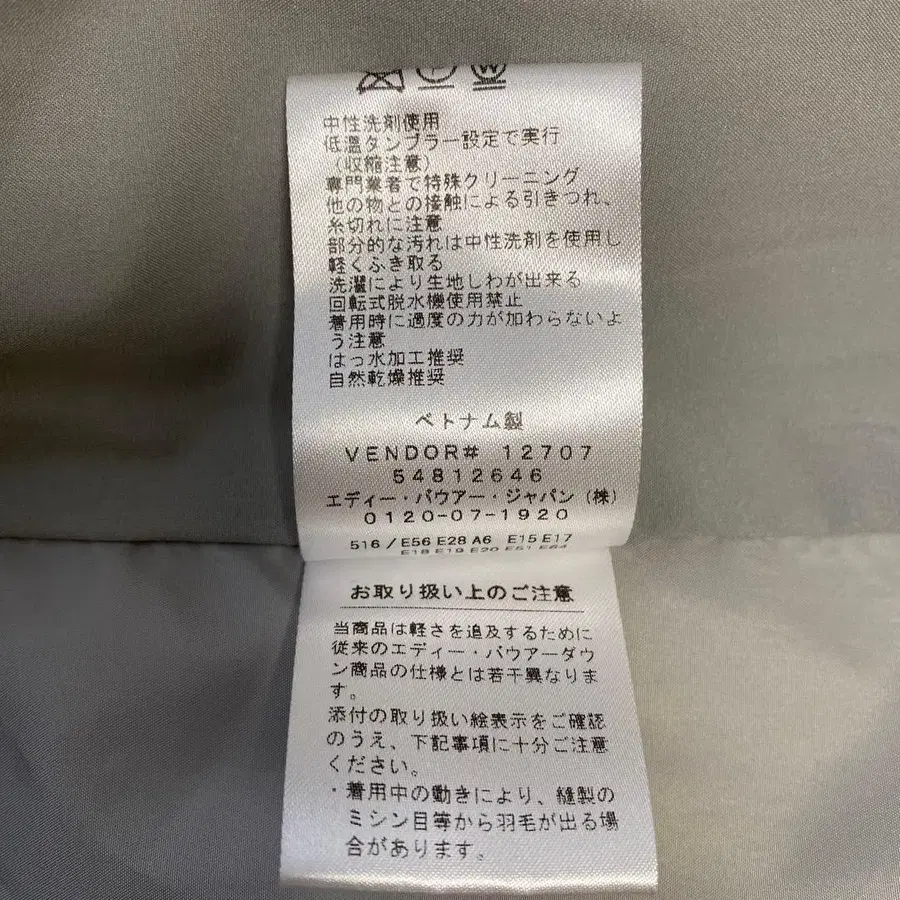 中性洗剤使用
低温タンブラー設定で実行
（収縮注意）
専門業者で特殊クリーニング
他の物との接触による引きつれ、
糸切れに注意
部分的な汚れは中性洗剤を使用し
軽くふき取る
洗濯により生地しわが出来る
回転式脱水機使用禁止
着用時に過度の力が加わらないよ
う注意
はっ水加工推奨
自然乾燥推奨
ベトナム製
VENDOR# 12707
54812646
エディー・バウアー・ジャパン（株）
0120-07-1920
516 / E56 E28 A6 E15 E17
E18 E19 E20 E51 E64
お取り扱い上のご注意
当商品は軽さを追及するために
従来のエディー・バウアーダウ
ン商品の仕様とは若干異なりま
す。
添付の取り扱い絵表示をご確認
のうえ、下記事項に十分ご注意
ください。
・着用中の動きにより、縫製の
ミシン目等から羽毛が出る場
合があります。